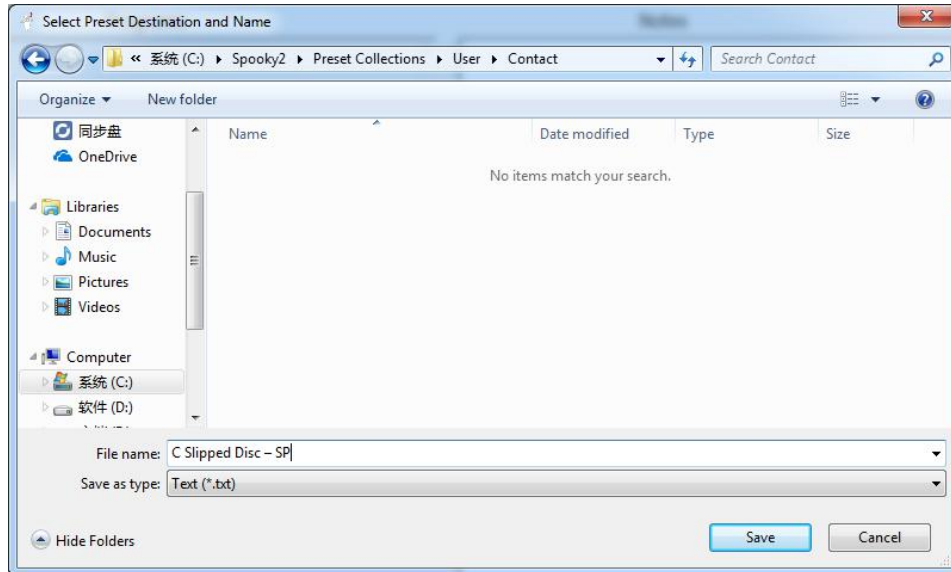 Select Preset Destination and Name
« 系统 (C:) ▸ Spooky2 ▸ Preset Collections ▸ User ▸ Contact
Search Contact
Organize
New folder
Name
Date modified
Type
Size
同步盘
OneDrive
No items match your search.
Libraries
Documents
Music
Pictures
Videos
Computer
系统 (C:)
软件 (D:)
File name: C Slipped Disc – SP
Save as type: Text (*.txt)
Hide Folders
Save
Cancel